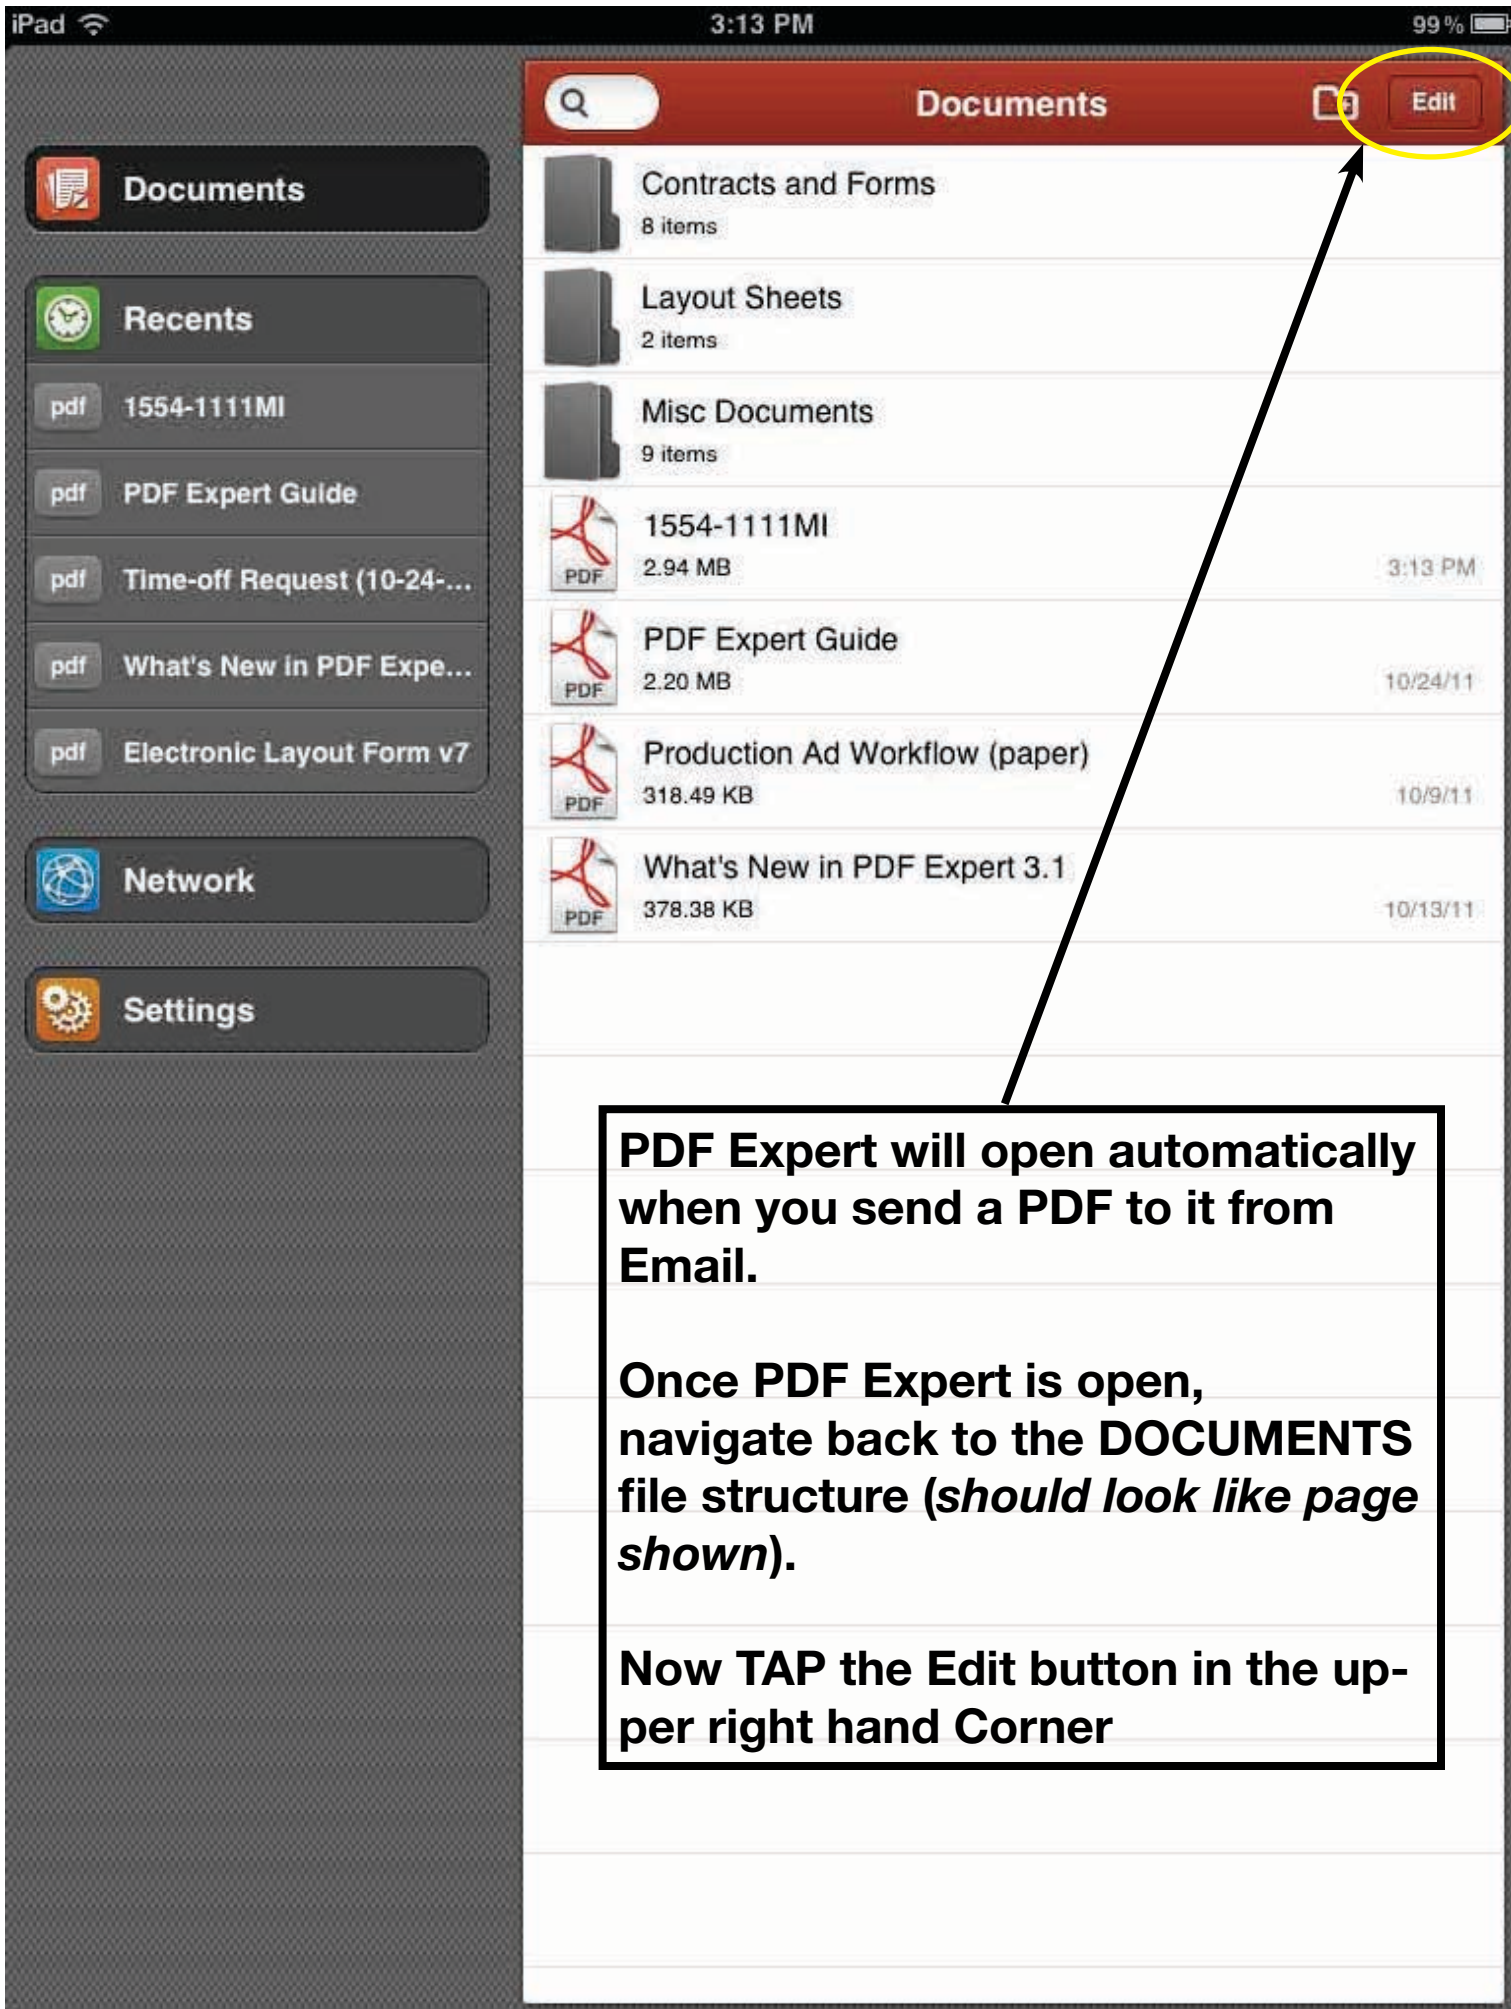 iPad
3:13 PM
99%
Documents
Edit
Documents
Recents
pdf 1554-1111MI
pdf PDF Expert Guide
pdf Time-off Request (10-24-...
pdf What's New in PDF Expe...
pdf Electronic Layout Form v7
Network
Settings
Contracts and Forms
8 items
Layout Sheets
2 items
Misc Documents
9 items
1554-1111MI
PDF 2.94 MB 3:13 PM
PDF Expert Guide
PDF 2.20 MB 10/24/11
Production Ad Workflow (paper)
PDF 318.49 KB 10/9/11
What's New in PDF Expert 3.1
PDF 378.38 KB 10/13/11
PDF Expert will open automatically
when you send a PDF to it from
Email.
Once PDF Expert is open,
navigate back to the DOCUMENTS
file structure (should look like page
shown).
Now TAP the Edit button in the up-
per right hand Corner